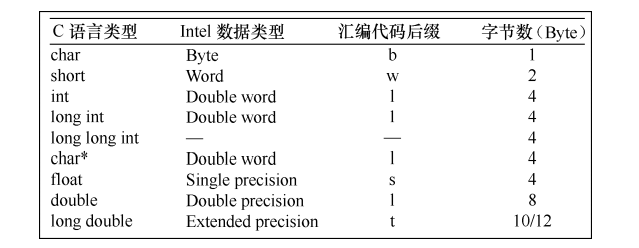 C 语言类型 Intel 数据类型 汇编代码后缀 字节数（Byte）
char Byte b 1
short Word w 2
int Double word l 4
long int Double word l 4
long long int — — 4
char* Double word l 4
float Single precision s 4
double Double precision l 8
long double Extended precision t 10/12